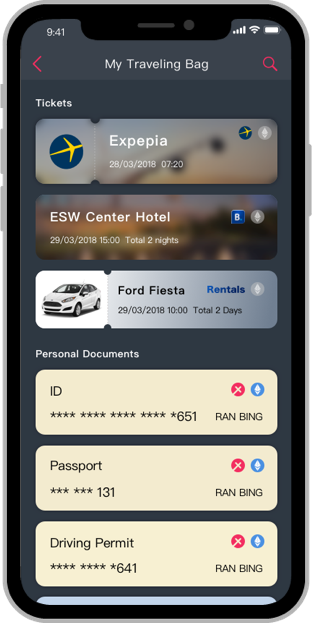 9:41
My Traveling Bag
Tickets
Expepia
28/03/2018 07:20
ESW Center Hotel
B.
29/03/2018 15:00 Total 2 nights
Ford Fiesta
Rentals
29/03/2018 10:00 Total 2 Days
Personal Documents
ID
**** **** **** **** *651
RAN BING
Passport
*** *** 131
RAN BING
Driving Permit
**** **** *641
RAN BING